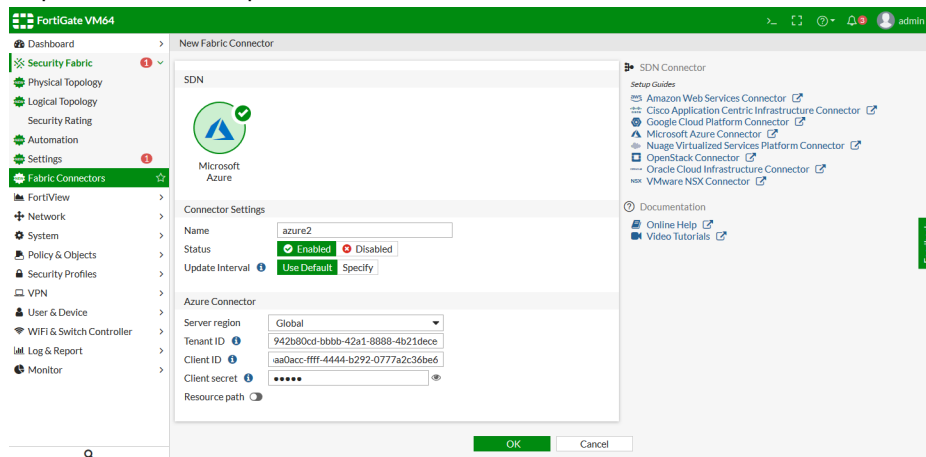 FortiGate VM64
>_
3
admin
Dashboard
Security Fabric
1
Physical Topology
Logical Topology
Security Rating
Automation
Settings
1
Fabric Connectors
FortiView
Network
System
Policy & Objects
Security Profiles
VPN
User & Device
WiFi & Switch Controller
Log & Report
Monitor
New Fabric Connector
SDN
Microsoft
Azure
Connector Settings
Name azure2
Status Enabled Disabled
Update Interval Use Default Specify
Azure Connector
Server region Global
Tenant ID 942b80cd-bbbb-42a1-8888-4b21dece
Client ID aa0acc-ffff-4444-b292-0777a2c36be6
Client secret •••••
Resource path
OK Cancel
SDN Connector
Setup Guides
aws Amazon Web Services Connector
Cisco Application Centric Infrastructure Connector
Google Cloud Platform Connector
Microsoft Azure Connector
Nuage Virtualized Services Platform Connector
OpenStack Connector
Oracle Cloud Infrastructure Connector
NSX VMware NSX Connector
Documentation
Online Help
Video Tutorials